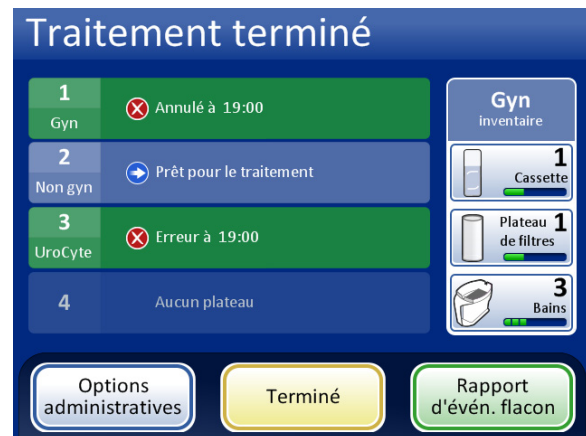 Traitement terminé
1
Gyn
Annulé à 19:00
2
Non gyn
Prêt pour le traitement
3
UroCyte
Erreur à 19:00
4
Aucun plateau
Gyn
inventaire
1
Cassette
Plateau 1
de filtres
3
Bains
Options
administratives
Terminé
Rapport
d'évén. flacon